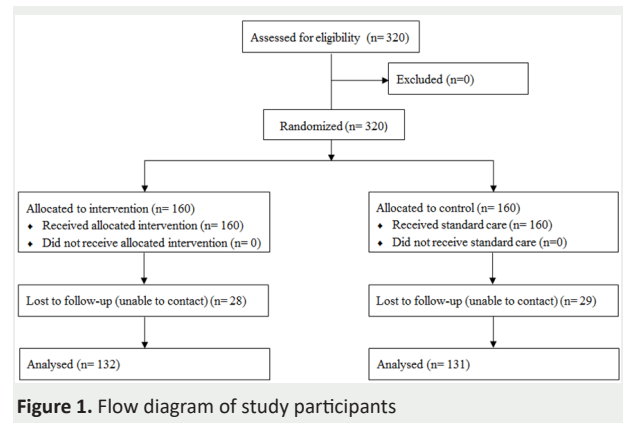 Assessed for eligibility (n= 320)
Excluded (n=0)
Randomized (n= 320)
Allocated to intervention (n= 160)
♦ Received allocated intervention (n= 160)
♦ Did not receive allocated intervention (n= 0)
Allocated to control (n= 160)
♦ Received standard care (n= 160)
♦ Did not receive standard care (n=0)
Lost to follow-up (unable to contact) (n= 28)
Lost to follow-up (unable to contact) (n= 29)
Analysed (n= 132)
Analysed (n= 131)
Figure 1. Flow diagram of study participants